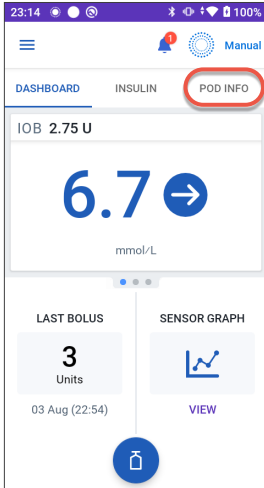 23:14 100%
1 Manual
DASHBOARD INSULIN POD INFO
IOB 2.75 U
6.7
mmol/L
LAST BOLUS SENSOR GRAPH
3
Units
03 Aug (22:54) VIEW